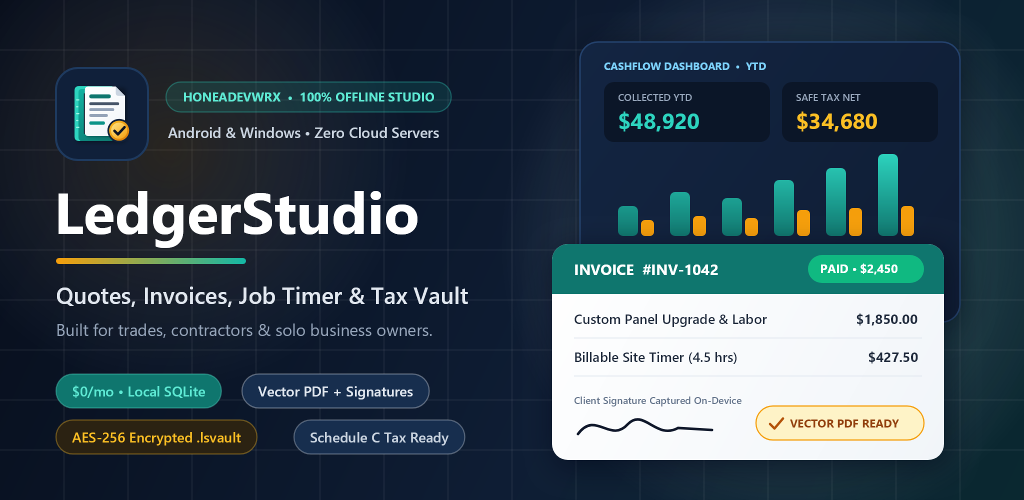 HONEADEVWRX • 100% OFFLINE STUDIO
Android & Windows • Zero Cloud Servers
LedgerStudio
Quotes, Invoices, Job Timer & Tax Vault
Built for trades, contractors & solo business owners.
$0/mo • Local SQLite
Vector PDF + Signatures
AES-256 Encrypted .lsvault
Schedule C Tax Ready
CASHFLOW DASHBOARD • YTD
COLLECTED YTD
$48,920
SAFE TAX NET
$34,680
INVOICE #INV-1042
PAID • $2,450
Custom Panel Upgrade & Labor
$1,850.00
Billable Site Timer (4.5 hrs)
$427.50
Client Signature Captured On-Device
VECTOR PDF READY